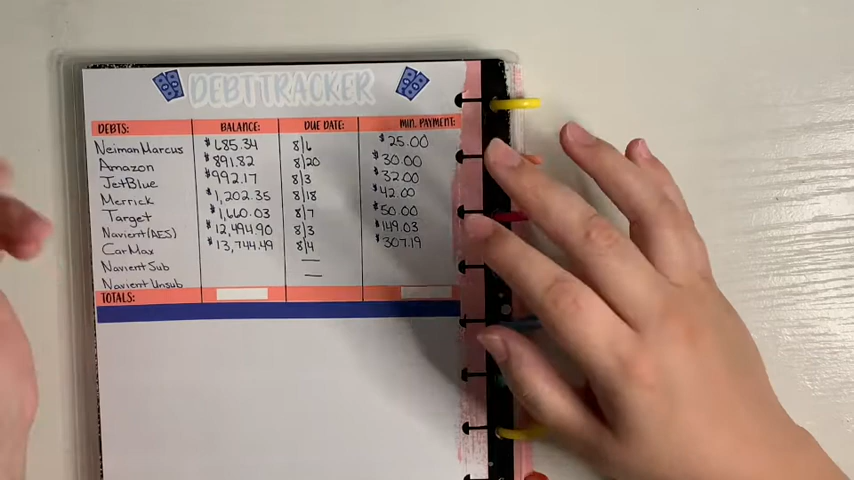 DEBT TRACKER
DEBTS: BALANCE: DUE DATE: MIN. PAYMENT:
Neiman Marcus $685.34 8/6 $25.00
Amazon $891.82 8/20 $30.00
JetBlue $992.17 8/3 $32.00
Merrick $1,202.35 8/18 $42.00
Target $1,660.03 8/7 $50.00
Navient (AES) $12,494.90 8/3 $149.03
CarMax $13,744.49 8/4 $307.19
Navient Sub —
Navient Unsub —
TOTALS: